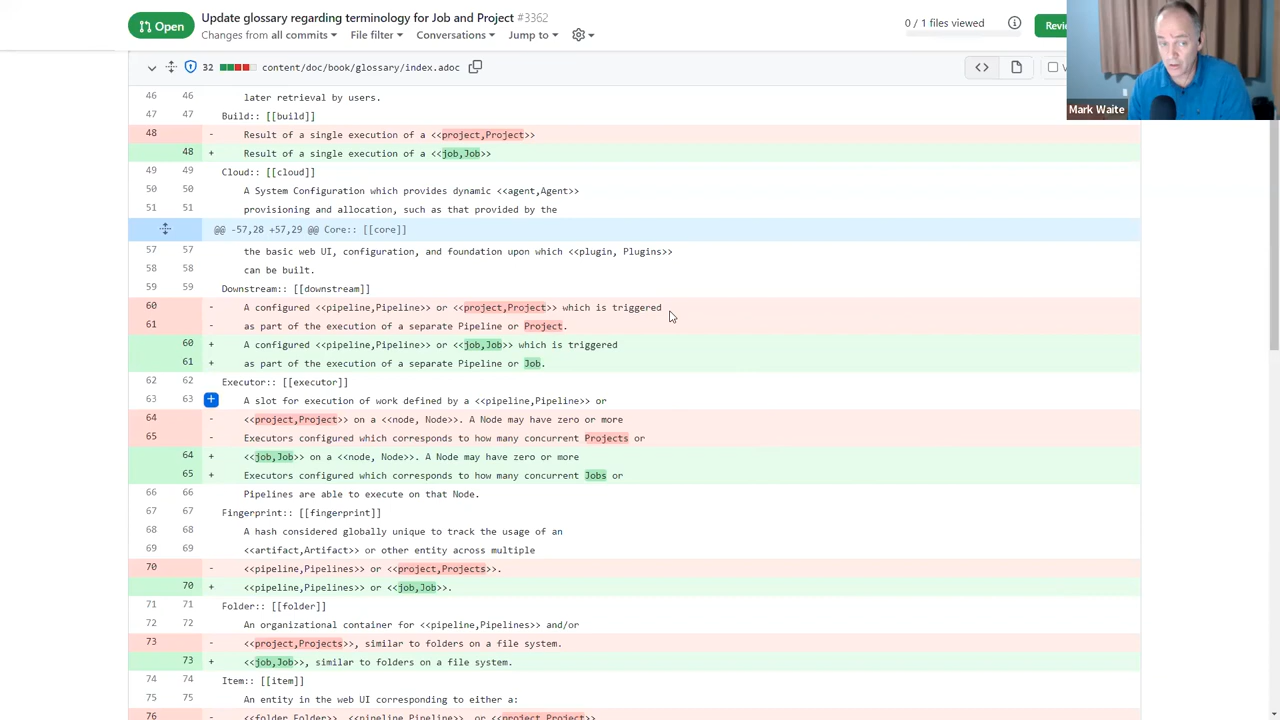 Open
Update glossary regarding terminology for Job and Project #3362
Changes from all commits
File filter
Conversations
Jump to
0 / 1 files viewed
Mark Waite
32 content/doc/book/glossary/index.adoc
46 46 later retrieval by users.
47 47 Build:: [[build]]
48 - Result of a single execution of a <<project,Project>>
48 + Result of a single execution of a <<job,Job>>
49 49 Cloud:: [[cloud]]
50 50 A System Configuration which provides dynamic <<agent,Agent>>
51 51 provisioning and allocation, such as that provided by the
@@ -57,28 +57,29 @@ Core:: [[core]]
57 57 the basic web UI, configuration, and foundation upon which <<plugin, Plugins>>
58 58 can be built.
59 59 Downstream:: [[downstream]]
60 - A configured <<pipeline,Pipeline>> or <<project,Project>> which is triggered
61 - as part of the execution of a separate Pipeline or Project.
60 + A configured <<pipeline,Pipeline>> or <<job,Job>> which is triggered
61 + as part of the execution of a separate Pipeline or Job.
62 62 Executor:: [[executor]]
63 63 + A slot for execution of work defined by a <<pipeline,Pipeline>> or
64 - <<project,Project>> on a <<node, Node>>. A Node may have zero or more
65 - Executors configured which corresponds to how many concurrent Projects or
64 + <<job,Job>> on a <<node, Node>>. A Node may have zero or more
65 + Executors configured which corresponds to how many concurrent Jobs or
66 66 Pipelines are able to execute on that Node.
67 67 Fingerprint:: [[fingerprint]]
68 68 A hash considered globally unique to track the usage of an
69 69 <<artifact,Artifact>> or other entity across multiple
70 - <<pipeline,Pipelines>> or <<project,Projects>>.
70 + <<pipeline,Pipelines>> or <<job,Job>>.
71 71 Folder:: [[folder]]
72 72 An organizational container for <<pipeline,Pipelines>> and/or
73 - <<project,Projects>>, similar to folders on a file system.
73 + <<job,Job>>, similar to folders on a file system.
74 74 Item:: [[item]]
75 75 An entity in the web UI corresponding to either a:
76 - <<folder,Folder>>, <<pipeline,Pipeline>>, or <<project,Project>>